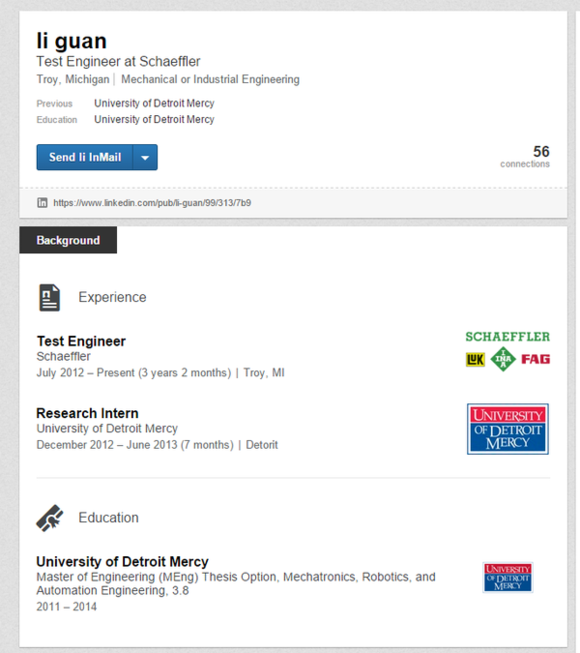 li guan
Test Engineer at Schaeffler
Troy, Michigan | Mechanical or Industrial Engineering
Previous University of Detroit Mercy
Education University of Detroit Mercy
Send li InMail
56
connections
https://www.linkedin.com/pub/li-guan/99/313/7b9
Background
Experience
Test Engineer
Schaeffler
July 2012 – Present (3 years 2 months) | Troy, MI
SCHAEFFLER
LUK INA FAG
Research Intern
University of Detroit Mercy
December 2012 – June 2013 (7 months) | Detorit
UNIVERSITY
OF DETROIT
MERCY
Education
University of Detroit Mercy
Master of Engineering (MEng) Thesis Option, Mechatronics, Robotics, and
Automation Engineering, 3.8
2011 – 2014
UNIVERSITY
OF DETROIT
MERCY